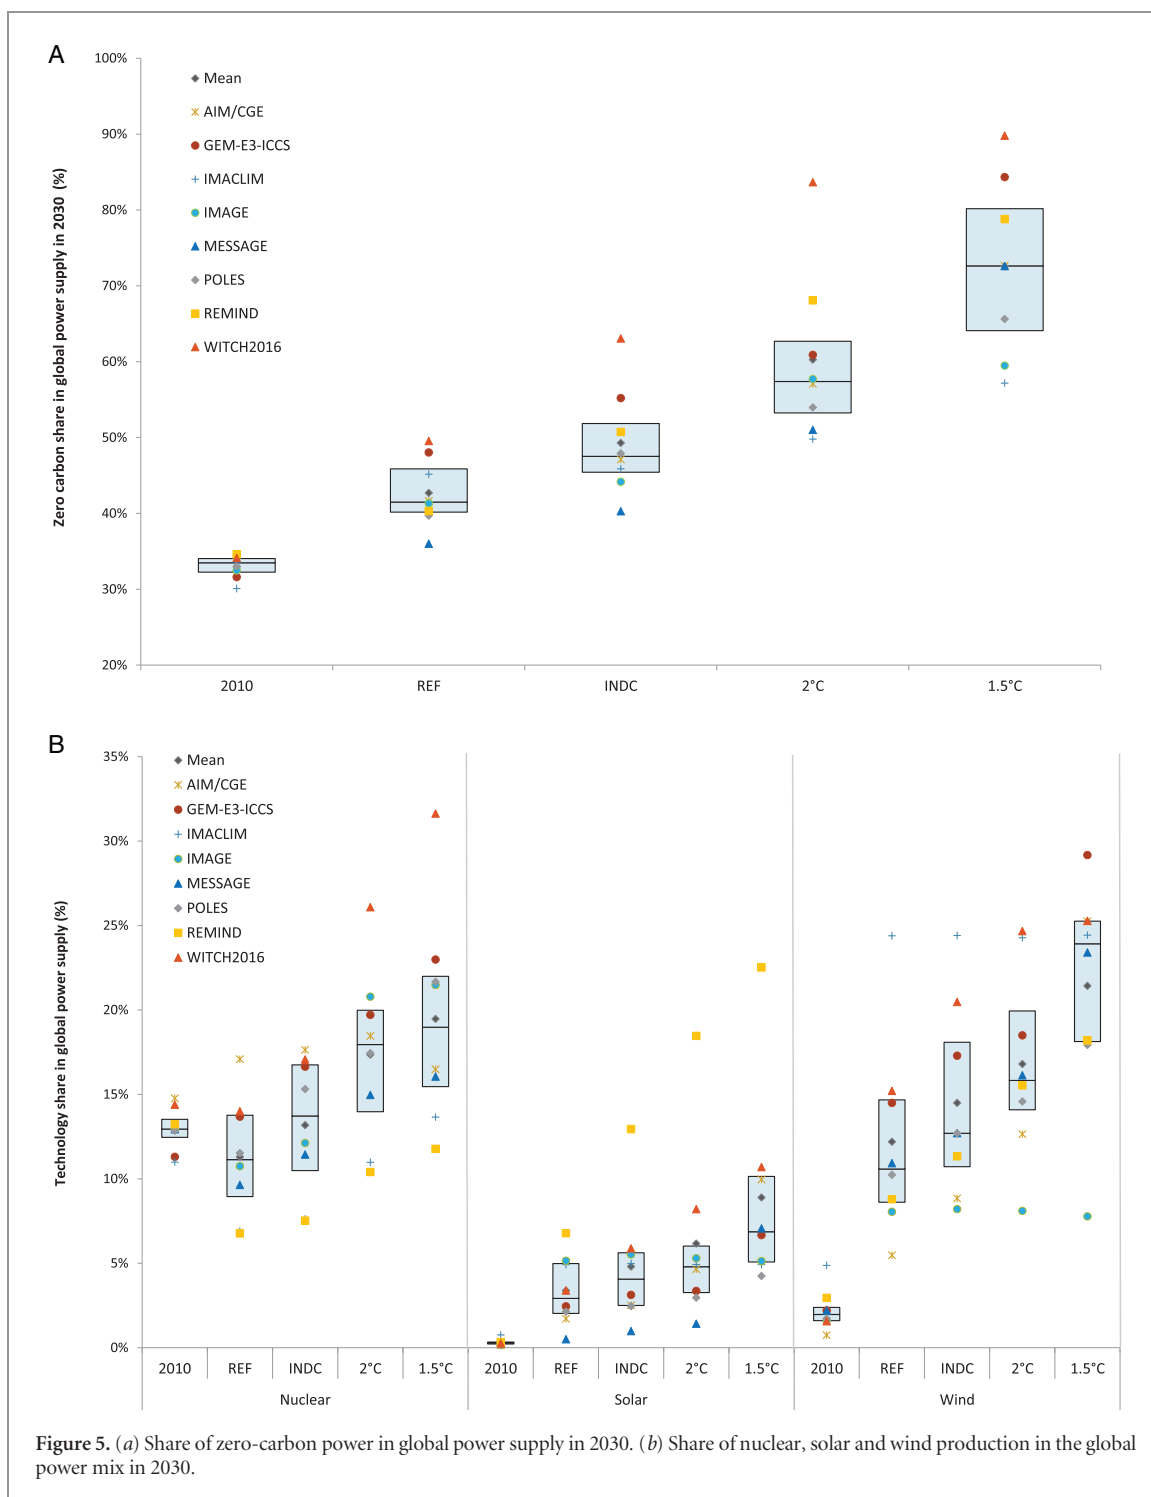 A
100%
90%
80%
70%
60%
50%
40%
30%
20%
Zero carbon share in global power supply in 2030 (%)
Mean
AIM/CGE
GEM-E3-ICCS
IMACLIM
IMAGE
MESSAGE
POLES
REMIND
WITCH2016
2010 REF INDC 2°C 1.5°C
B
35%
30%
25%
20%
15%
10%
5%
0%
Technology share in global power supply (%)
Mean
AIM/CGE
GEM-E3-ICCS
IMACLIM
IMAGE
MESSAGE
POLES
REMIND
WITCH2016
2010 REF INDC 2°C 1.5°C 2010 REF INDC 2°C 1.5°C 2010 REF INDC 2°C 1.5°C
Nuclear Solar Wind
Figure 5. (a) Share of zero-carbon power in global power supply in 2030. (b) Share of nuclear, solar and wind production in the global
power mix in 2030.